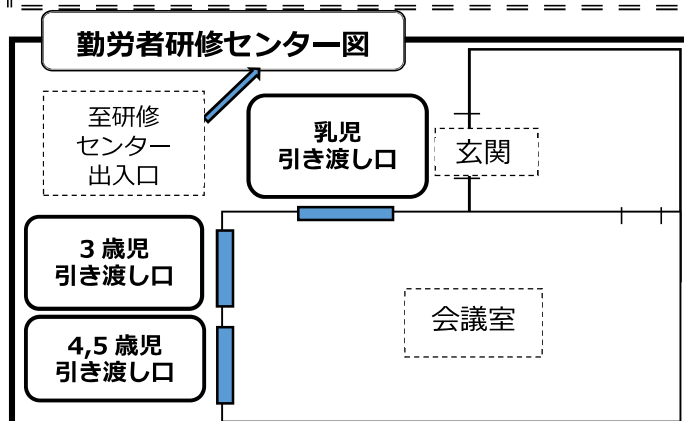 勤労者研修センター図
至研修
センター
出入口
乳児
引き渡し口
玄関
3 歳児
引き渡し口
会議室
4,5 歳児
引き渡し口